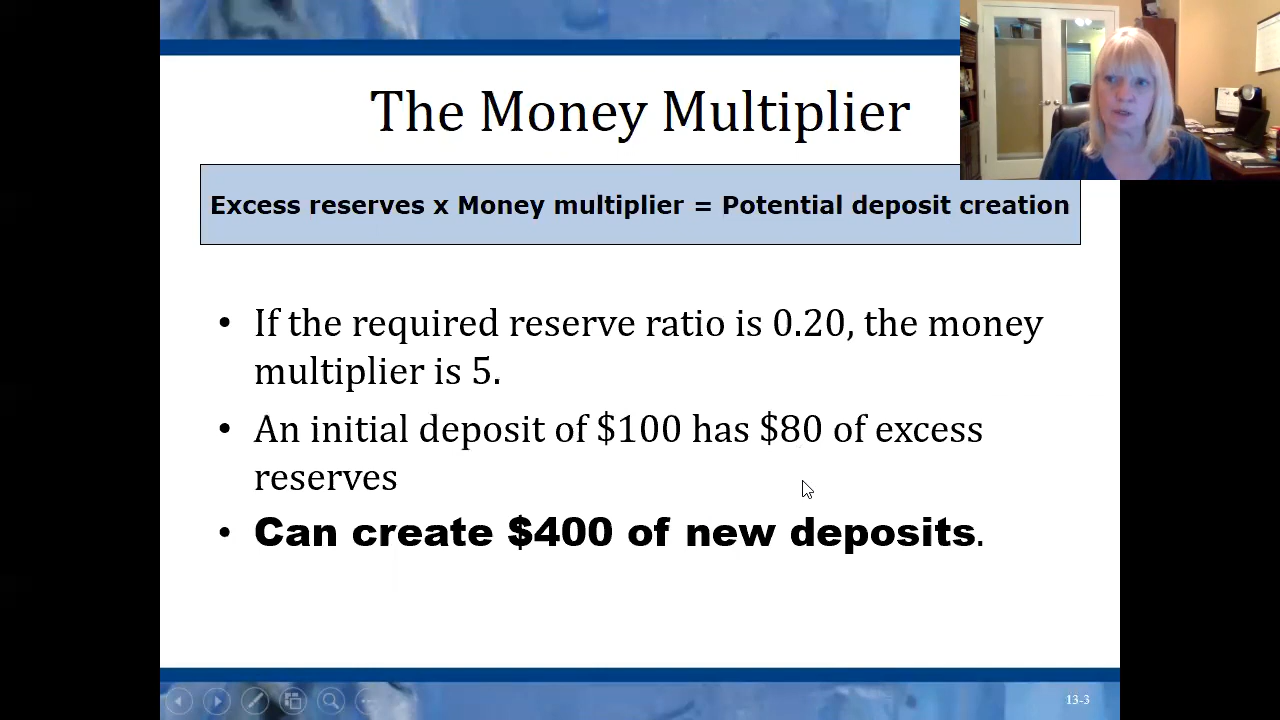 The Money Multiplier
Excess reserves x Money multiplier = Potential deposit creation
• If the required reserve ratio is 0.20, the money
multiplier is 5.
• An initial deposit of $100 has $80 of excess
reserves
• Can create $400 of new deposits.
13-3